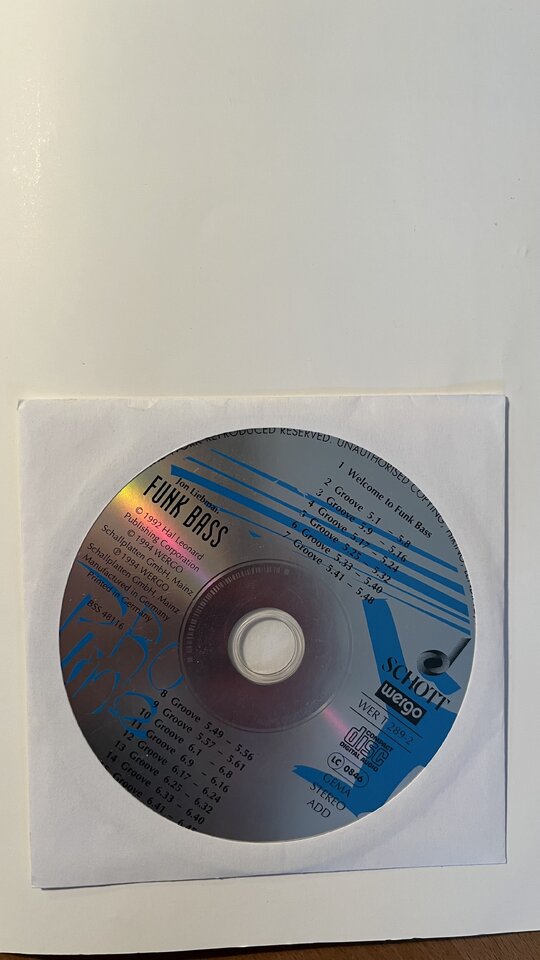 REPRODUCED RESERVED. UNAUTHORISED COPYING,
Jon Liebman
FUNK BASS
© 1992 Hal Leonard
Publishing Corporation
© 1994 WERGO
Schallplatten GmbH, Mainz
℗ 1994 WERGO
Schallplatten GmbH, Mainz
Manufactured in Germany
Printed in Germany
BSS 48116
1 Welcome to Funk Bass
2 Groove 5.1 – 5.8
3 Groove 5.9 – 5.16
4 Groove 5.17 – 5.24
5 Groove 5.25 – 5.32
6 Groove 5.33 – 5.40
7 Groove 5.41 – 5.48
8 Groove 5.49 – 5.56
9 Groove 5.57 – 5.61
10 Groove 6.1 – 6.8
11 Groove 6.9 – 6.16
12 Groove 6.17 – 6.24
13 Groove 6.25 – 6.32
14 Groove 6.33 – 6.40
Groove 6.41 –
SCHOTT
wergo
WER 1 289-2
COMPACT
disc
DIGITAL AUDIO
LC 0846
GEMA
STEREO
ADD